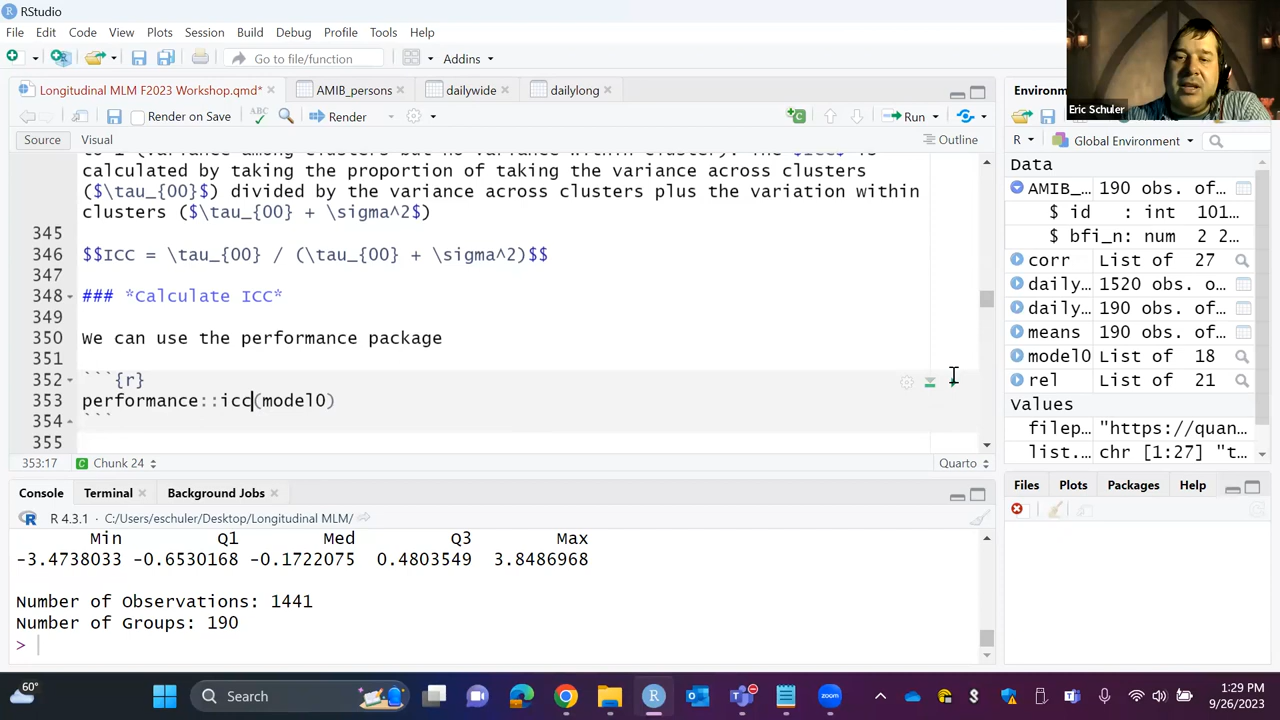 RStudio
File Edit Code View Plots Session Build Debug Profile Tools Help
Go to file/function
Addins
Eric Schuler
Longitudinal MLM F2023 Workshop.qmd*
AMIB_persons
dailywide
dailylong
Render on Save
Render
Run
Source
Visual
Outline
calculated by taking the proportion of taking the variance across clusters
($\tau_{00}$) divided by the variance across clusters plus the variation within
clusters ($\tau_{00} + \sigma^2$)
345
346 $$ICC = \tau_{00} / (\tau_{00} + \sigma^2)$$
347
348 ### *Calculate ICC*
349
350 We can use the performance package
351
352 ```{r}
353 performance::icc(model0)
354 ```
355
353:17
Chunk 24
Quarto
Console Terminal Background Jobs
R 4.3.1 · C:/Users/eschuler/Desktop/Longitudinal MLM/
Min Q1 Med Q3 Max
-3.4738033 -0.6530168 -0.1722075 0.4803549 3.8486968
Number of Observations: 1441
Number of Groups: 190
>
Environm
R
Global Environment
Data
AMIB_… 190 obs. of…
$ id : int 101…
$ bfi_n: num 2 2…
corr List of 27
daily… 1520 obs. o…
daily… 190 obs. of…
means 190 obs. of…
model0 List of 18
rel List of 21
Values
filep… "https://quan…
list.… chr [1:27] "t…
Files Plots Packages Help
60°
Search
1:29 PM
9/26/2023